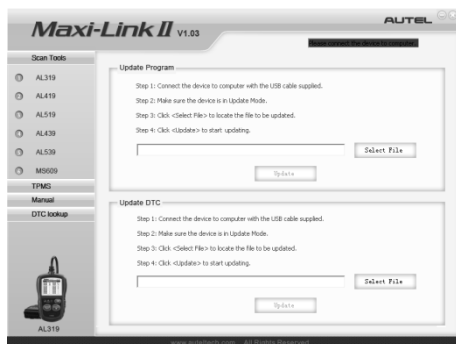 Maxi-Link II V1.03
AUTEL
Please connect the device to computer
Scan Tools
AL319
AL419
AL519
AL439
AL539
MS609
TPMS
Manual
DTC lookup
AL319
Update Program
Step 1: Connect the device to computer with the USB cable supplied.
Step 2: Make sure the device is in Update Mode.
Step 3: Click <Select File> to locate the file to be updated.
Step 4: Click <Update> to start updating.
Select File
Update
Update DTC
Step 1: Connect the device to computer with the USB cable supplied.
Step 2: Make sure the device is in Update Mode.
Step 3: Click <Select File> to locate the file to be updated.
Step 4: Click <Update> to start updating.
Select File
Update
www.auteltech.com All Rights Reserved